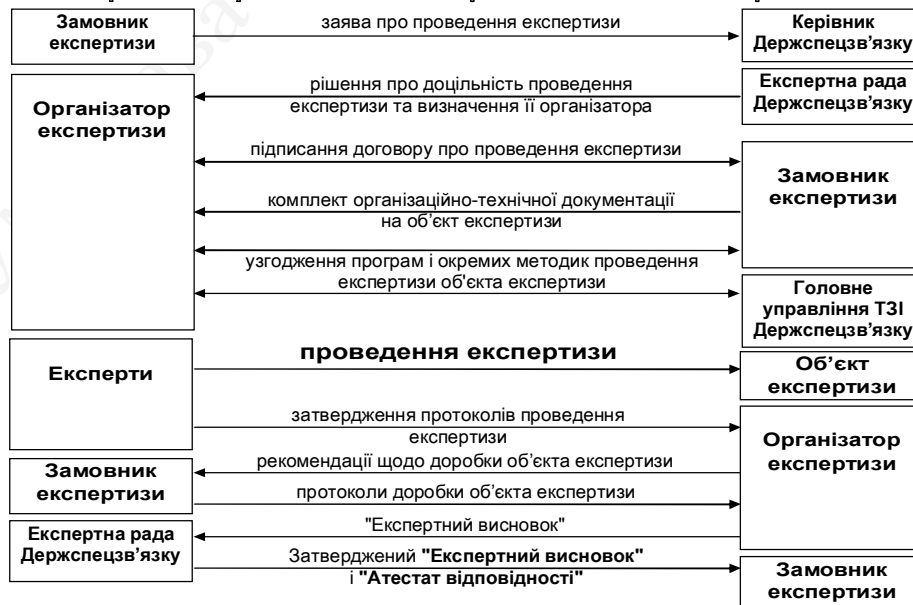 Замовник
експертизи
заява про проведення експертизи
Керівник
Держспецзв'язку
Організатор
експертизи
рішення про доцільність проведення
експертизи та визначення її організатора
Експертна рада
Держспецзв'язку
підписання договору про проведення експертизи
Замовник
експертизи
комплект організаційно-технічної документації
на об'єкт експертизи
узгодження програм і окремих методик проведення
експертизи об'єкта експертизи
Головне
управління ТЗІ
Держспецзв'язку
Експерти
проведення експертизи
Об'єкт
експертизи
затвердження протоколів проведення
експертизи
Організатор
експертизи
Замовник
експертизи
рекомендації щодо доробки об'єкта експертизи
протоколи доробки об'єкта експертизи
Експертна рада
Держспецзв'язку
"Експертний висновок"
Затверджений "Експертний висновок"
і "Атестат відповідності"
Замовник
експертизи